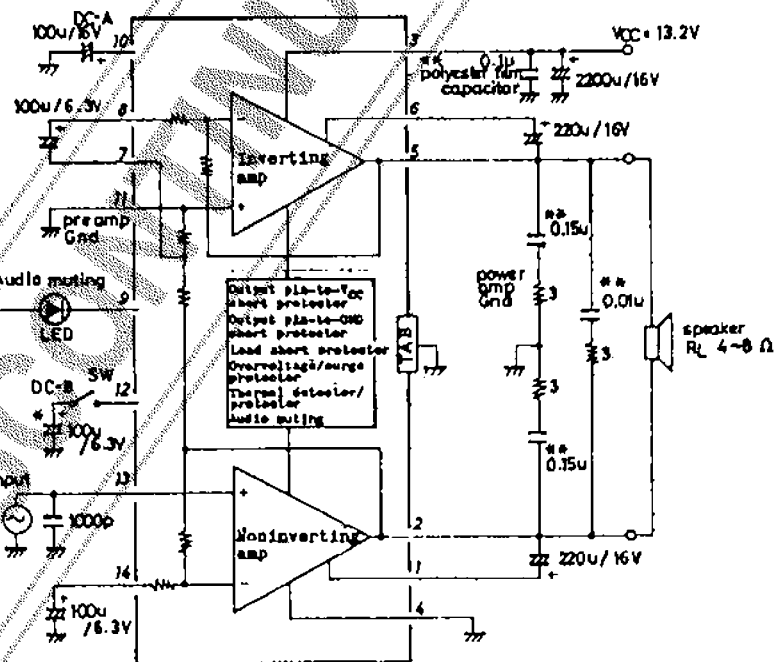 DC-A
100u/16V
10
3
VCC = 13.2V
** 0.1μ
polyester film
capacitor
2200u/16V
100u/6.3V
8
6
220u/16V
7
5
Inverting
amp
11
preamp
Gnd
**
0.15u
Audio muting
9
LED
Output pin-to-VCC
short protector
Output pin-to-GND
short protector
Load short protector
Overvoltage/surge
protector
Thermal detector/
protector
Audio muting
TAB
power
amp
Gnd
3
**
0.01u
3
speaker
RL 4~8 Ω
DC-B
SW
12
*
100u
/6.3V
3
**
0.15u
13
1000p
Noninverting
amp
2
220u/16V
14
1
100u
/6.3V
4